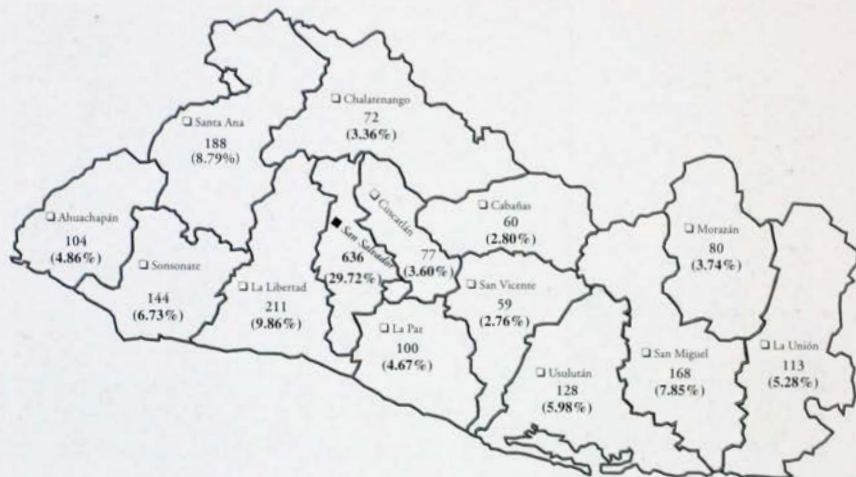 ❑ Chalatenango
72
(3.36%)
❑ Santa Ana
188
(8.79%)
❑ Ahuachapán
104
(4.86%)
❑ Sonsonate
144
(6.73%)
❑ La Libertad
211
(9.86%)
◆ San Salvador
636
(29.72%)
❑ Cuscatlán
77
(3.60%)
❑ Cabañas
60
(2.80%)
❑ San Vicente
59
(2.76%)
❑ La Paz
100
(4.67%)
❑ Usulután
128
(5.98%)
❑ San Miguel
168
(7.85%)
❑ Morazán
80
(3.74%)
❑ La Unión
113
(5.28%)